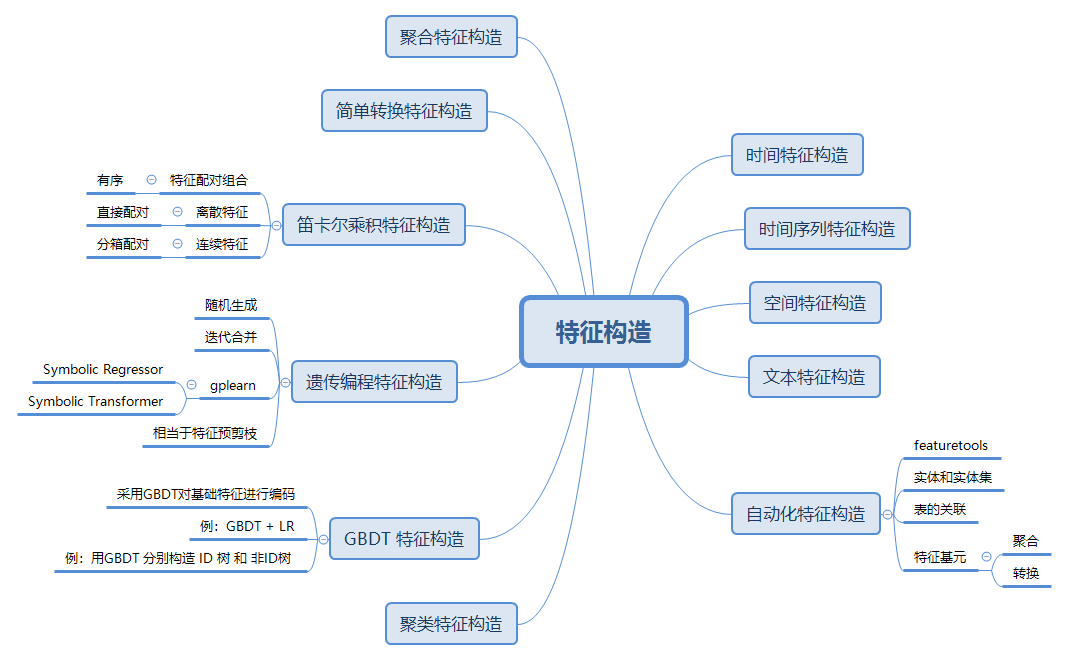 聚合特征构造
简单转换特征构造
时间特征构造
有序
特征配对组合
直接配对
离散特征
分箱配对
连续特征
笛卡尔乘积特征构造
时间序列特征构造
空间特征构造
特征构造
随机生成
迭代合并
Symbolic Regressor
Symbolic Transformer
gplearn
相当于特征预剪枝
遗传编程特征构造
文本特征构造
采用GBDT对基础特征进行编码
例：GBDT + LR
例：用GBDT 分别构造 ID 树 和 非ID树
GBDT 特征构造
自动化特征构造
featuretools
实体和实体集
表的关联
特征基元
聚合
转换
聚类特征构造